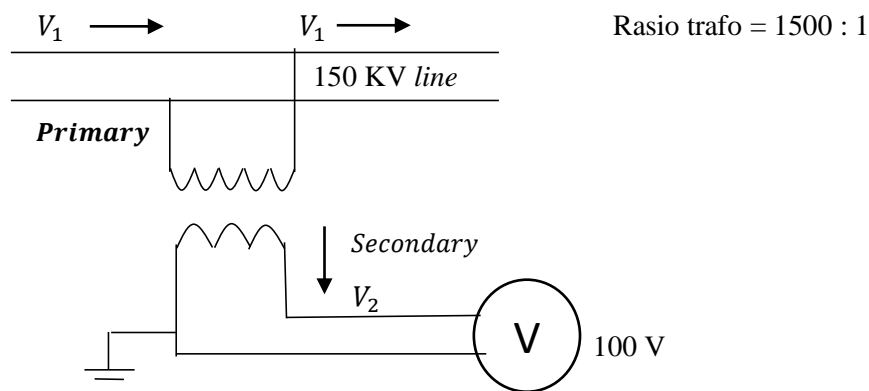 V₁ V₁ Rasio trafo = 1500 : 1
150 KV line
Primary
Secondary
V₂
V 100 V